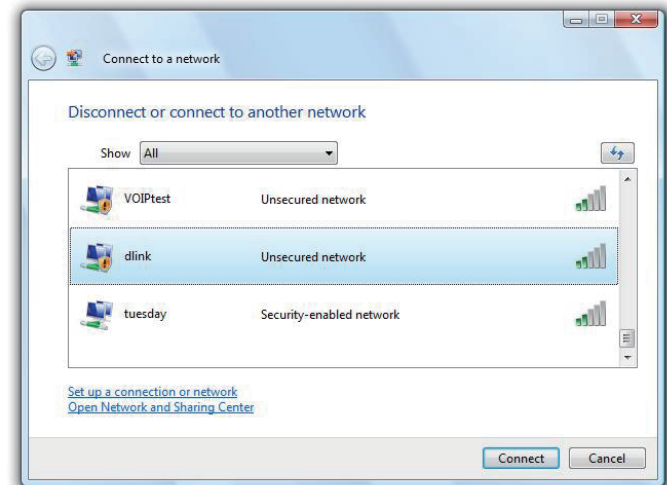 Connect to a network
Disconnect or connect to another network
Show All
VOIPtest Unsecured network
dlink Unsecured network
tuesday Security-enabled network
Set up a connection or network
Open Network and Sharing Center
Connect Cancel